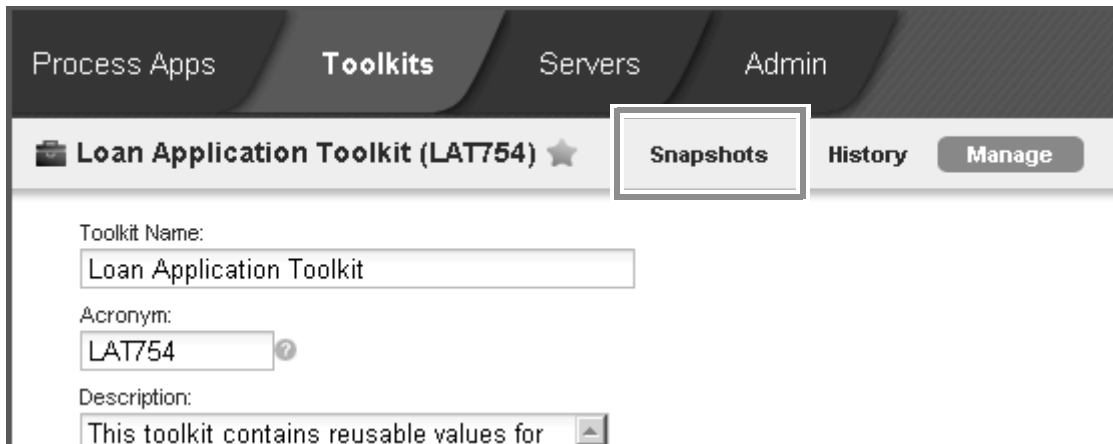 Process Apps Toolkits Servers Admin
Loan Application Toolkit (LAT754) Snapshots History Manage
Toolkit Name:
Loan Application Toolkit
Acronym:
LAT754 ?
Description:
This toolkit contains reusable values for